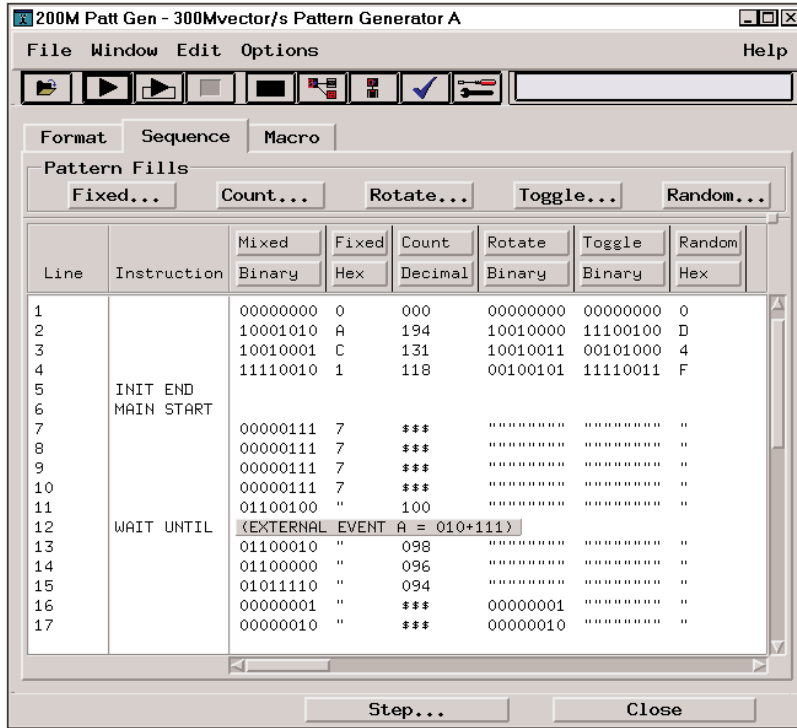 200M Patt Gen - 300Mvector/s Pattern Generator A
File Window Edit Options Help
Format Sequence Macro
Pattern Fills
Fixed... Count... Rotate... Toggle... Random...
Mixed Fixed Count Rotate Toggle Random
Line Instruction Binary Hex Decimal Binary Binary Hex
1 00000000 0 000 00000000 00000000 0
2 10001010 A 194 10010000 11100100 D
3 10010001 C 131 10010011 00101000 4
4 11110010 1 118 00100101 11110011 F
5 INIT END
6 MAIN START
7 00000111 7 $$$ """""""" """""""" "
8 00000111 7 $$$ """""""" """""""" "
9 00000111 7 $$$ """""""" """""""" "
10 00000111 7 $$$ """""""" """""""" "
11 01100100 " 100 """""""" """""""" "
12 WAIT UNTIL (EXTERNAL EVENT A = 010+111)
13 01100010 " 098 """""""" """""""" "
14 01100000 " 096 """""""" """""""" "
15 01011110 " 094 """""""" """""""" "
16 00000001 " $$$ 00000001 """""""" "
17 00000010 " $$$ 00000010 """""""" "
Step... Close